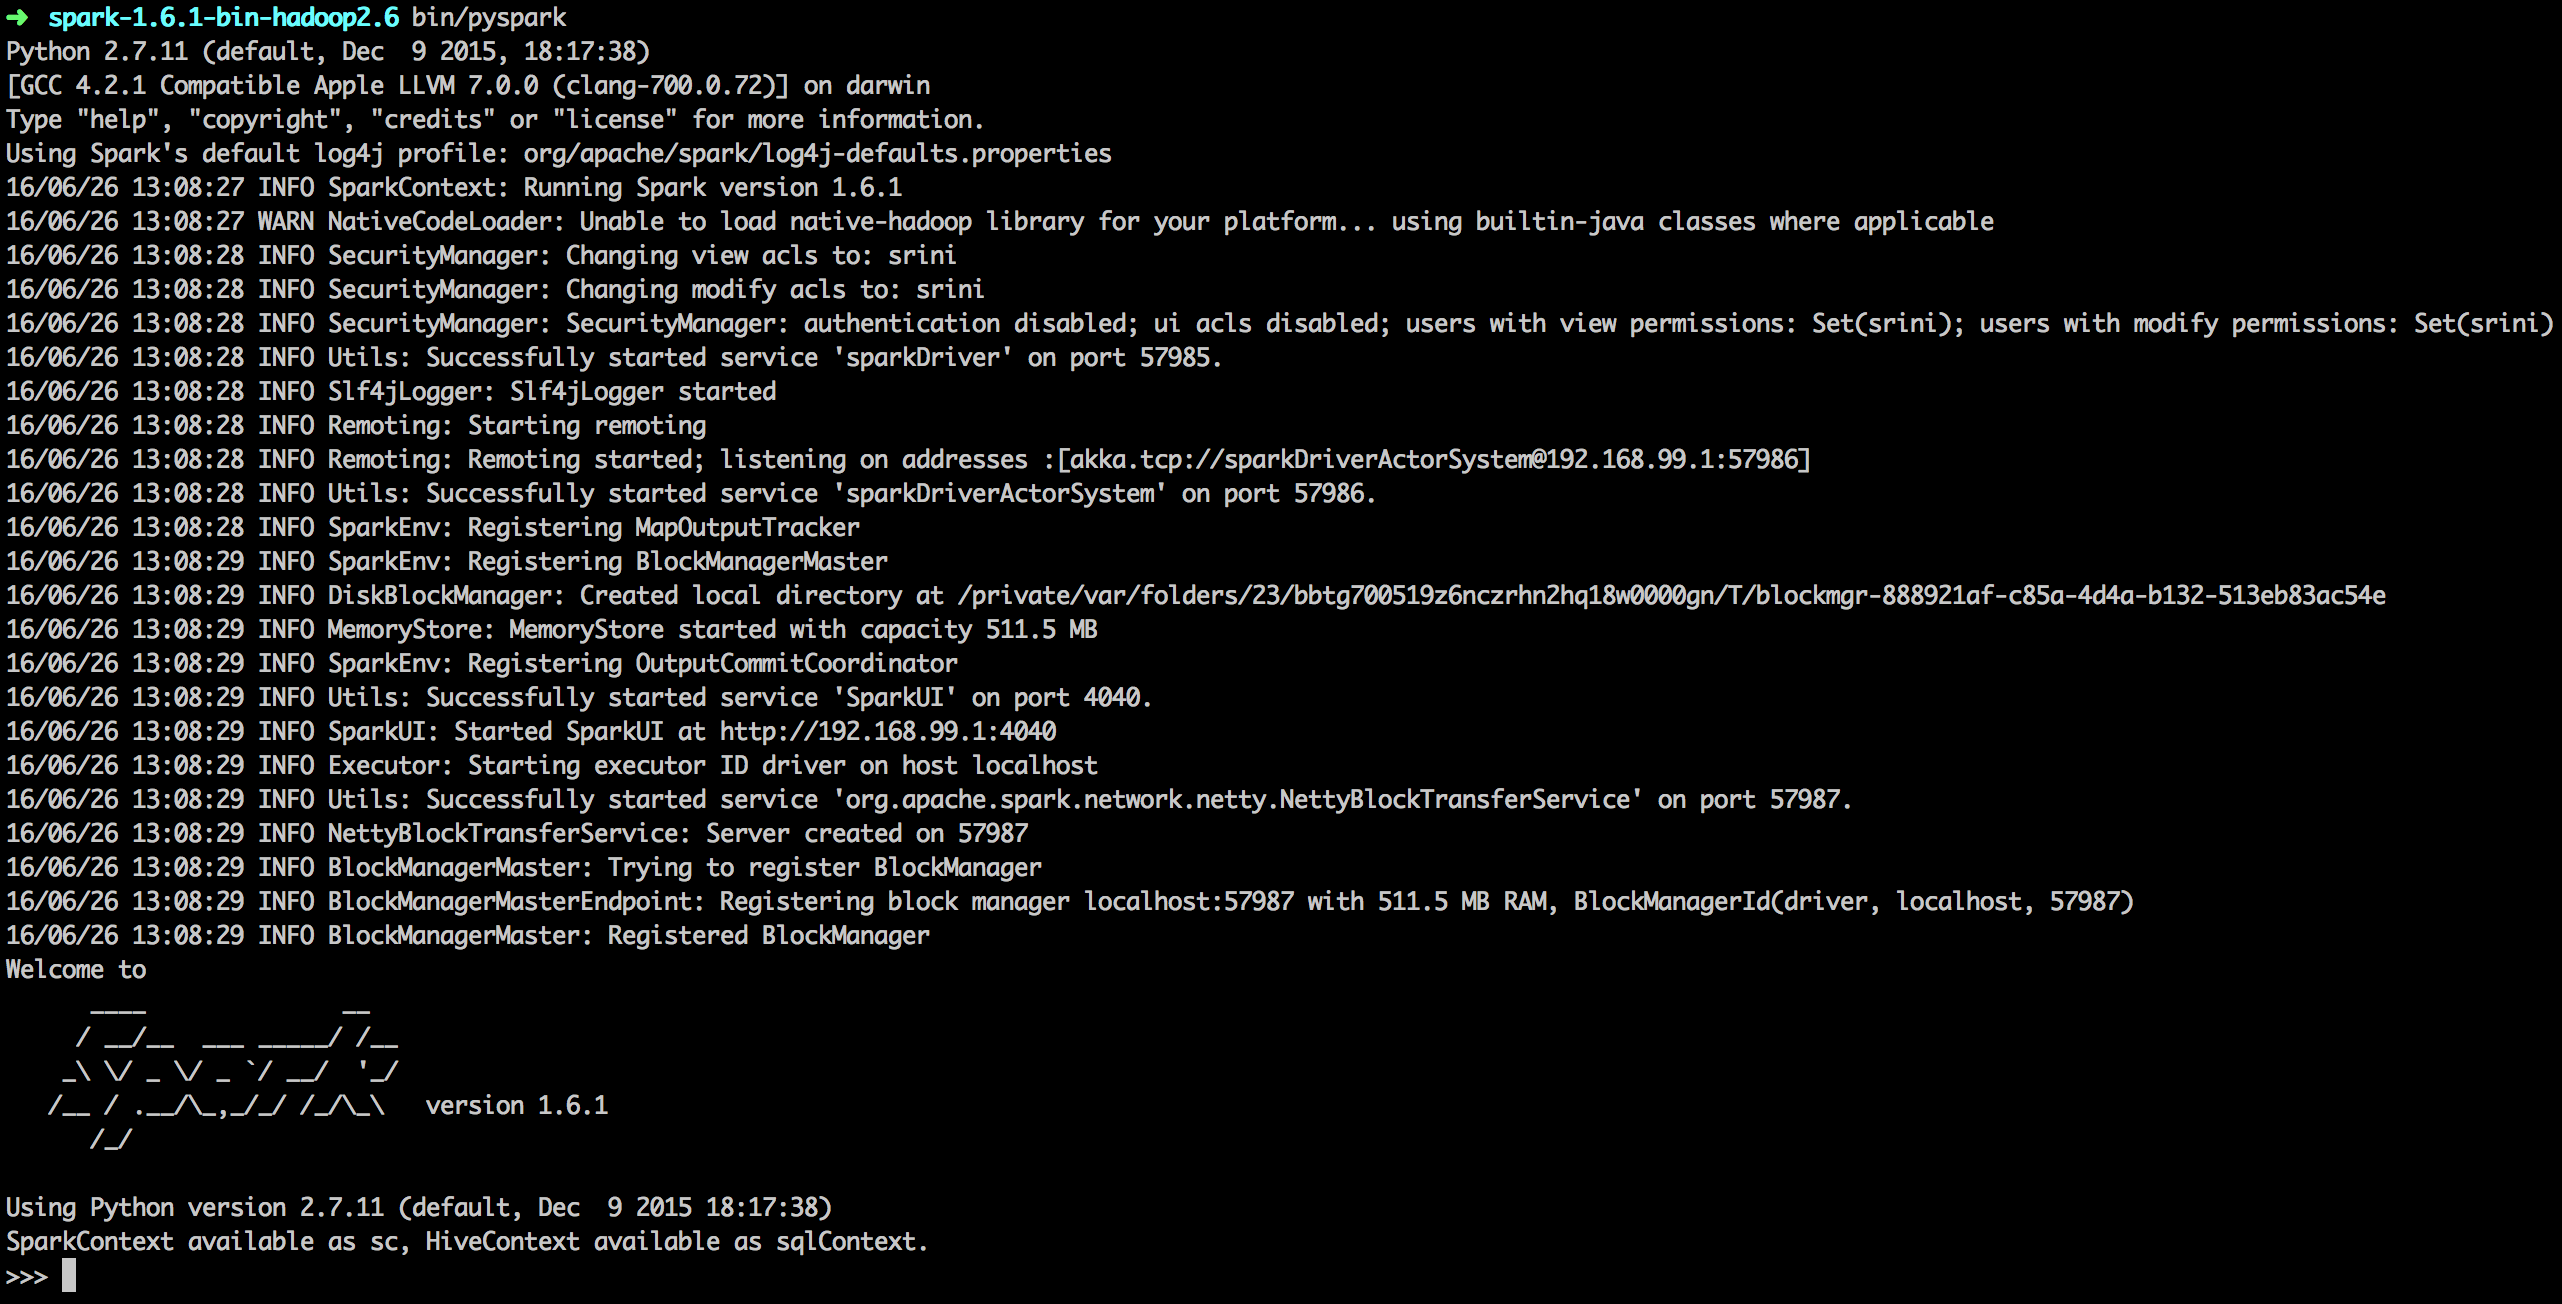 ➜  spark-1.6.1-bin-hadoop2.6 bin/pyspark
Python 2.7.11 (default, Dec  9 2015, 18:17:38)
[GCC 4.2.1 Compatible Apple LLVM 7.0.0 (clang-700.0.72)] on darwin
Type "help", "copyright", "credits" or "license" for more information.
Using Spark's default log4j profile: org/apache/spark/log4j-defaults.properties
16/06/26 13:08:27 INFO SparkContext: Running Spark version 1.6.1
16/06/26 13:08:27 WARN NativeCodeLoader: Unable to load native-hadoop library for your platform... using builtin-java classes where applicable
16/06/26 13:08:28 INFO SecurityManager: Changing view acls to: srini
16/06/26 13:08:28 INFO SecurityManager: Changing modify acls to: srini
16/06/26 13:08:28 INFO SecurityManager: SecurityManager: authentication disabled; ui acls disabled; users with view permissions: Set(srini); users with modify permissions: Set(srini)
16/06/26 13:08:28 INFO Utils: Successfully started service 'sparkDriver' on port 57985.
16/06/26 13:08:28 INFO Slf4jLogger: Slf4jLogger started
16/06/26 13:08:28 INFO Remoting: Starting remoting
16/06/26 13:08:28 INFO Remoting: Remoting started; listening on addresses :[akka.tcp://sparkDriverActorSystem@192.168.99.1:57986]
16/06/26 13:08:28 INFO Utils: Successfully started service 'sparkDriverActorSystem' on port 57986.
16/06/26 13:08:28 INFO SparkEnv: Registering MapOutputTracker
16/06/26 13:08:29 INFO SparkEnv: Registering BlockManagerMaster
16/06/26 13:08:29 INFO DiskBlockManager: Created local directory at /private/var/folders/23/bbtg700519z6nczrhn2hq18w0000gn/T/blockmgr-888921af-c85a-4d4a-b132-513eb83ac54e
16/06/26 13:08:29 INFO MemoryStore: MemoryStore started with capacity 511.5 MB
16/06/26 13:08:29 INFO SparkEnv: Registering OutputCommitCoordinator
16/06/26 13:08:29 INFO Utils: Successfully started service 'SparkUI' on port 4040.
16/06/26 13:08:29 INFO SparkUI: Started SparkUI at http://192.168.99.1:4040
16/06/26 13:08:29 INFO Executor: Starting executor ID driver on host localhost
16/06/26 13:08:29 INFO Utils: Successfully started service 'org.apache.spark.network.netty.NettyBlockTransferService' on port 57987.
16/06/26 13:08:29 INFO NettyBlockTransferService: Server created on 57987
16/06/26 13:08:29 INFO BlockManagerMaster: Trying to register BlockManager
16/06/26 13:08:29 INFO BlockManagerMasterEndpoint: Registering block manager localhost:57987 with 511.5 MB RAM, BlockManagerId(driver, localhost, 57987)
16/06/26 13:08:29 INFO BlockManagerMaster: Registered BlockManager
Welcome to
      ____              __
     / __/__  ___ _____/ /__
    _\ \/ _ \/ _ `/ __/  '_/
   /__ / .__/\_,_/_/ /_/\_\   version 1.6.1
      /_/
Using Python version 2.7.11 (default, Dec  9 2015 18:17:38)
SparkContext available as sc, HiveContext available as sqlContext.
>>>